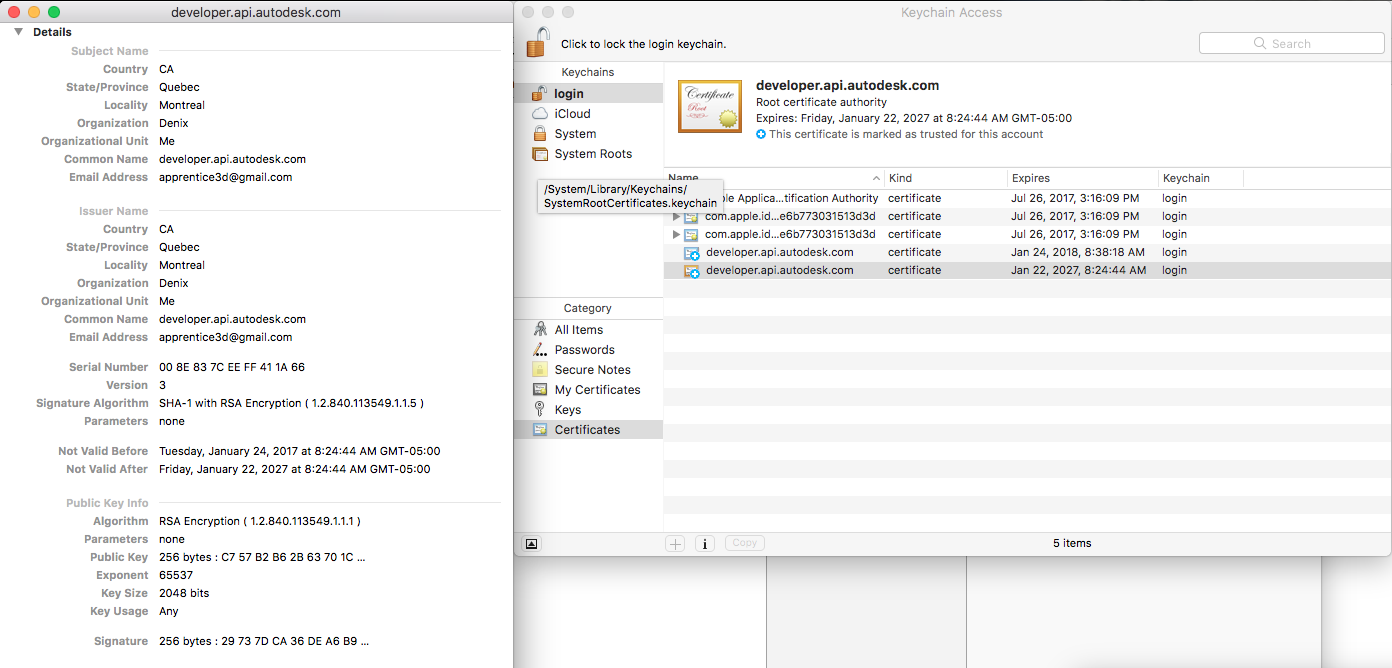 developer.api.autodesk.com
Details
Subject Name
Country CA
State/Province Quebec
Locality Montreal
Organization Denix
Organizational Unit Me
Common Name developer.api.autodesk.com
Email Address apprentice3d@gmail.com
Issuer Name
Country CA
State/Province Quebec
Locality Montreal
Organization Denix
Organizational Unit Me
Common Name developer.api.autodesk.com
Email Address apprentice3d@gmail.com
Serial Number 00 8E 83 7C EE FF 41 1A 66
Version 3
Signature Algorithm SHA-1 with RSA Encryption ( 1.2.840.113549.1.1.5 )
Parameters none
Not Valid Before Tuesday, January 24, 2017 at 8:24:44 AM GMT-05:00
Not Valid After Friday, January 22, 2027 at 8:24:44 AM GMT-05:00
Public Key Info
Algorithm RSA Encryption ( 1.2.840.113549.1.1.1 )
Parameters none
Public Key 256 bytes : C7 57 B2 B6 2B 63 70 1C ...
Exponent 65537
Key Size 2048 bits
Key Usage Any
Signature 256 bytes : 29 73 7D CA 36 DE A6 B9 ...
Keychain Access
Click to lock the login keychain.
Search
Keychains
login
iCloud
System
System Roots
/System/Library/Keychains/
SystemRootCertificates.keychain
Category
All Items
Passwords
Secure Notes
My Certificates
Keys
Certificates
Certificate
Root
developer.api.autodesk.com
Root certificate authority
Expires: Friday, January 22, 2027 at 8:24:44 AM GMT-05:00
This certificate is marked as trusted for this account
Name Kind Expires Keychain
ple Applica...tification Authority certificate Jul 26, 2017, 3:16:09 PM login
com.apple.id...e6b773031513d3d certificate Jul 26, 2017, 3:16:09 PM login
com.apple.id...e6b773031513d3d certificate Jul 26, 2017, 3:16:09 PM login
developer.api.autodesk.com certificate Jan 24, 2018, 8:38:18 AM login
developer.api.autodesk.com certificate Jan 22, 2027, 8:24:44 AM login
Copy
5 items